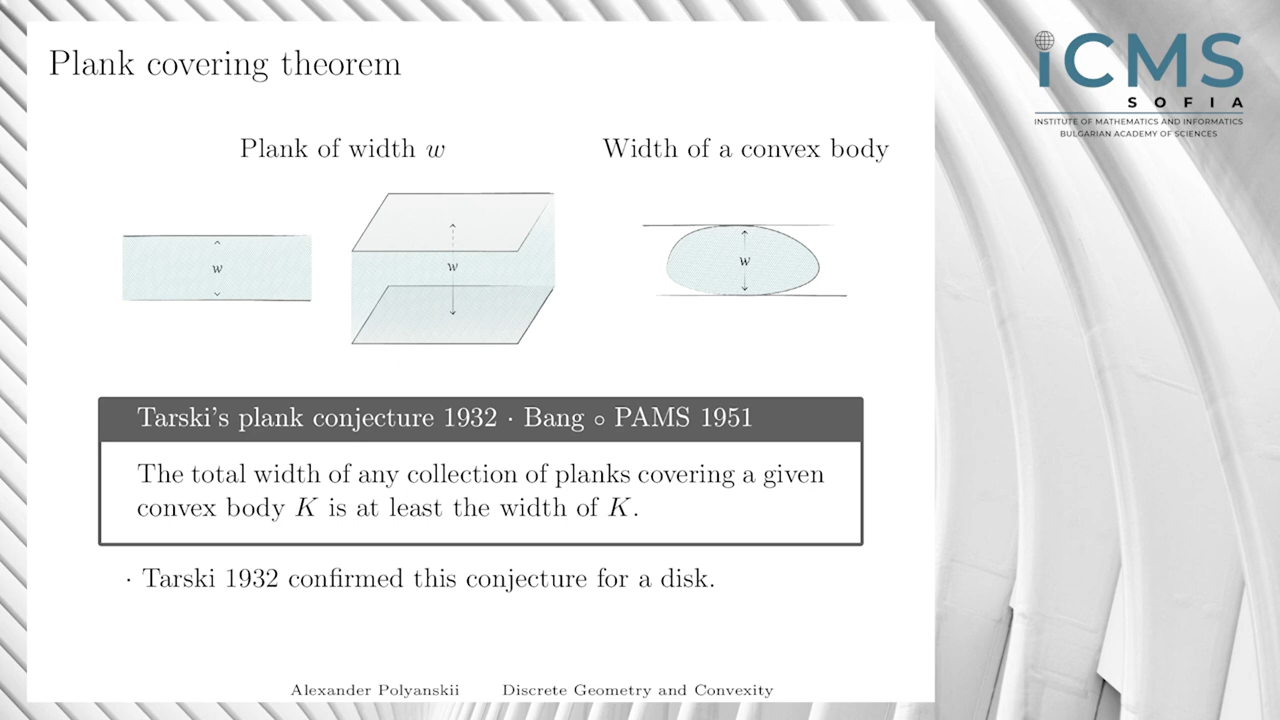 Plank covering theorem
Plank of width w
Width of a convex body
w
w
w
Tarski's plank conjecture 1932 · Bang ∘ PAMS 1951
The total width of any collection of planks covering a given
convex body K is at least the width of K.
· Tarski 1932 confirmed this conjecture for a disk.
Alexander Polyanskii
Discrete Geometry and Convexity
iCMS
SOFIA
INSTITUTE OF MATHEMATICS AND INFORMATICS
BULGARIAN ACADEMY OF SCIENCES